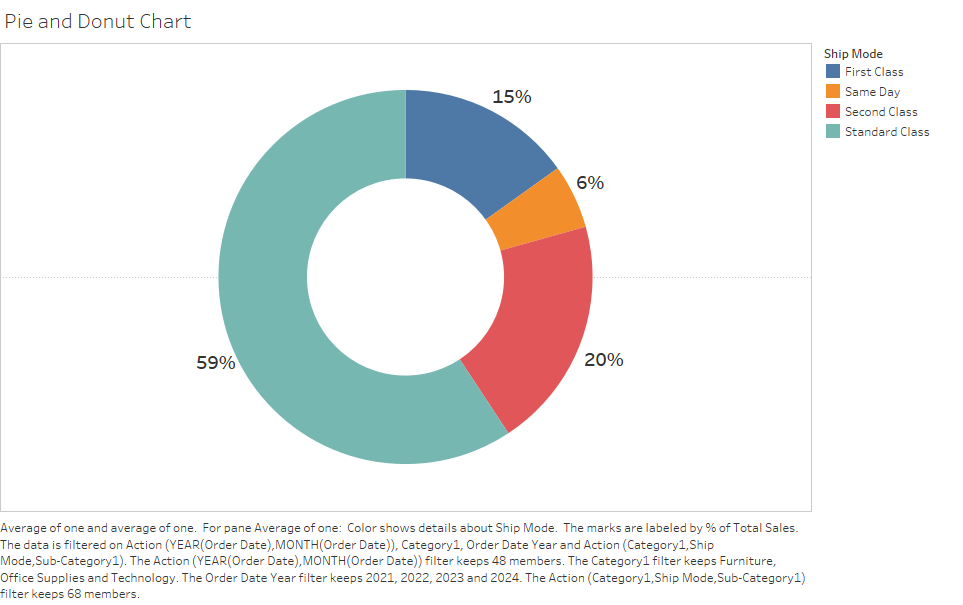 Pie and Donut Chart
Ship Mode
First Class
Same Day
Second Class
Standard Class
15%
6%
20%
59%
Average of one and average of one.  For pane Average of one:  Color shows details about Ship Mode.  The marks are labeled by % of Total Sales.
The data is filtered on Action (YEAR(Order Date),MONTH(Order Date)), Category1, Order Date Year and Action (Category1,Ship
Mode,Sub-Category1). The Action (YEAR(Order Date),MONTH(Order Date)) filter keeps 48 members. The Category1 filter keeps Furniture,
Office Supplies and Technology. The Order Date Year filter keeps 2021, 2022, 2023 and 2024. The Action (Category1,Ship Mode,Sub-Category1)
filter keeps 68 members.